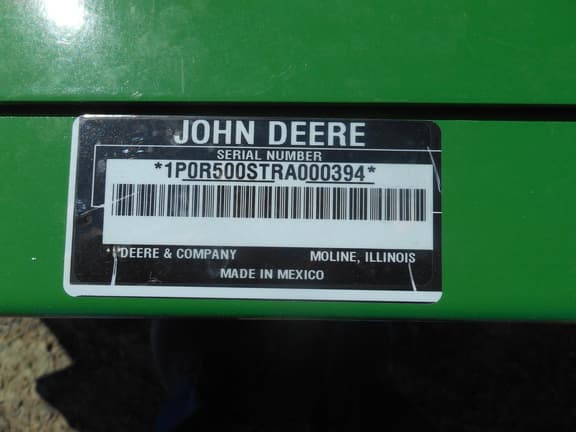 JOHN DEERE
SERIAL NUMBER
*1P0R500STRA000394*
DEERE & COMPANY MOLINE, ILLINOIS
MADE IN MEXICO